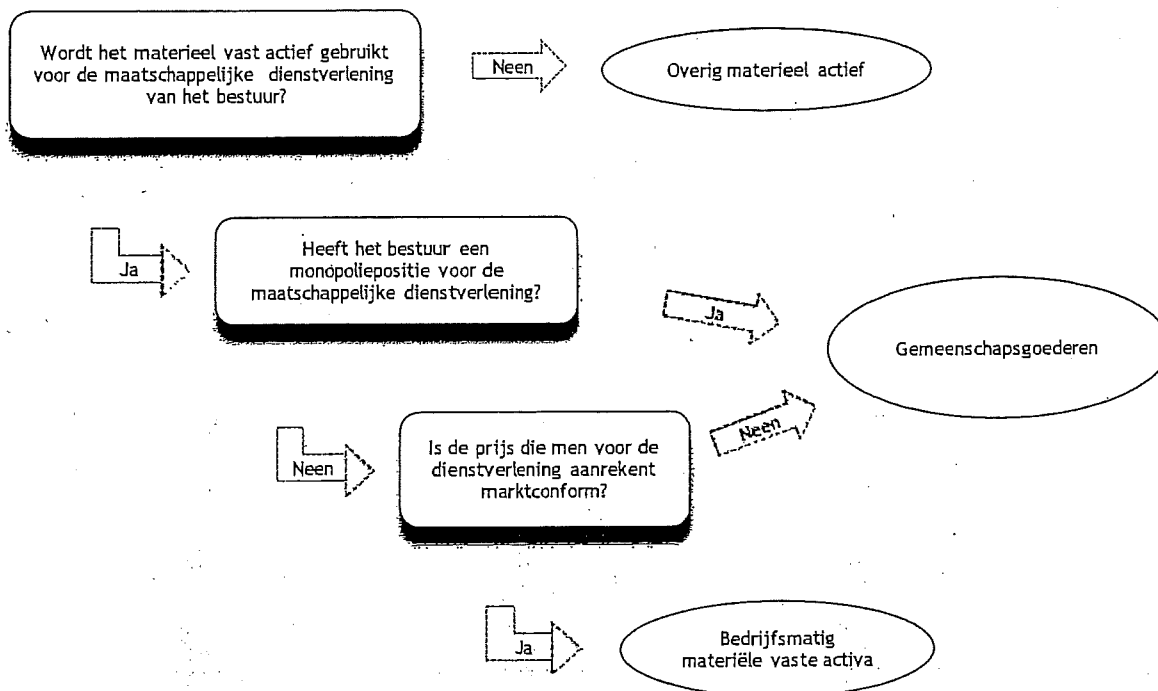 Wordt het materieel vast actief gebruikt
voor de maatschappelijke dienstverlening
van het bestuur?
Neen
Overig materieel actief
Ja
Heeft het bestuur een
monopoliepositie voor de
maatschappelijke dienstverlening?
Ja
Gemeenschapsgoederen
Neen
Is de prijs die men voor de
dienstverlening aanrekent
marktconform?
Neen
Ja
Bedrijfsmatig
materiële vaste activa